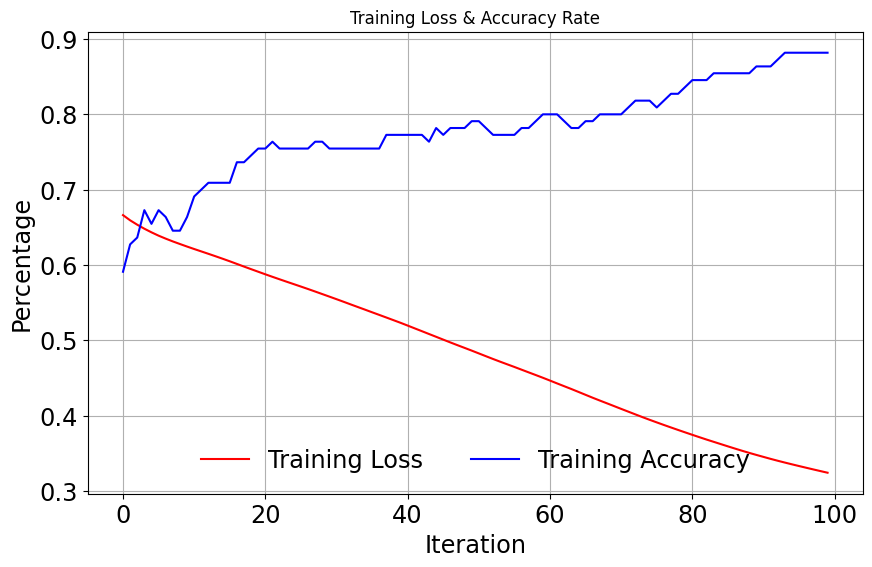 Training Loss & Accuracy Rate
0.9
0.8
0.7
0.6
0.5
0.4
0.3
Percentage
Training Loss
Training Accuracy
0 20 40 60 80 100
Iteration